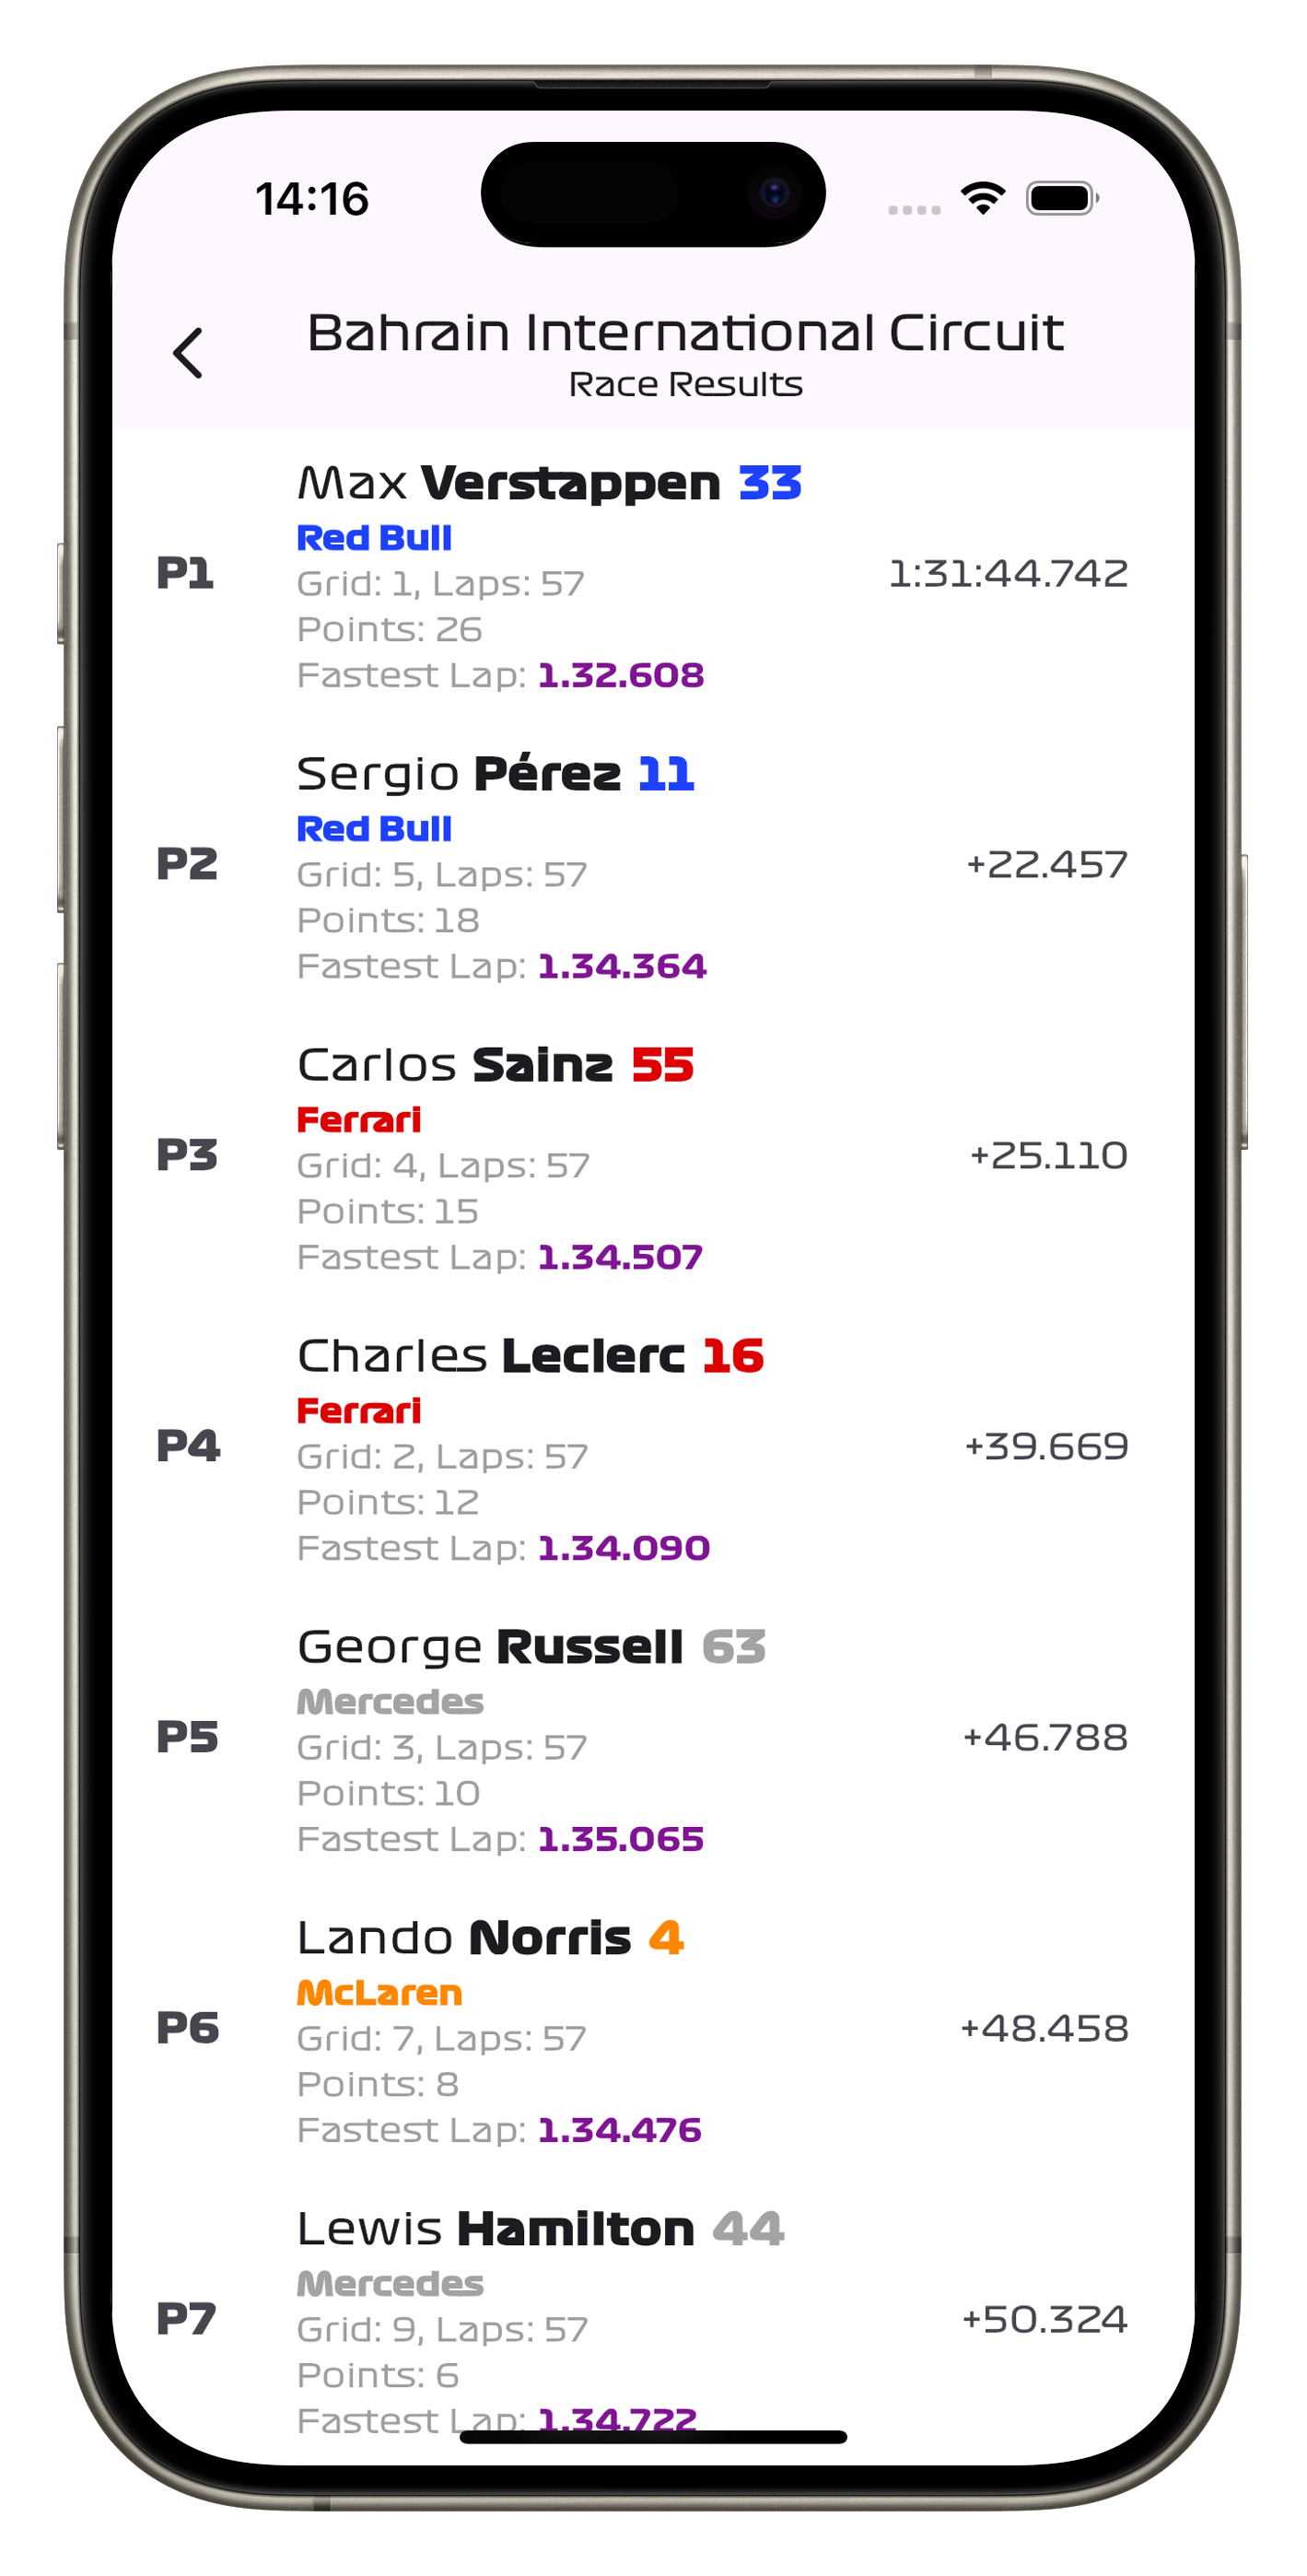 14:16
Bahrain International Circuit
Race Results
Max Verstappen 33
Red Bull
P1
Grid: 1, Laps: 57
1:31:44.742
Points: 26
Fastest Lap: 1.32.608
Sergio Pérez 11
Red Bull
P2
Grid: 5, Laps: 57
+22.457
Points: 18
Fastest Lap: 1.34.364
Carlos Sainz 55
Ferrari
P3
Grid: 4, Laps: 57
+25.110
Points: 15
Fastest Lap: 1.34.507
Charles Leclerc 16
Ferrari
P4
Grid: 2, Laps: 57
+39.669
Points: 12
Fastest Lap: 1.34.090
George Russell 63
Mercedes
P5
Grid: 3, Laps: 57
+46.788
Points: 10
Fastest Lap: 1.35.065
Lando Norris 4
McLaren
P6
Grid: 7, Laps: 57
+48.458
Points: 8
Fastest Lap: 1.34.476
Lewis Hamilton 44
Mercedes
P7
Grid: 9, Laps: 57
+50.324
Points: 6
Fastest Lap: 1.34.722